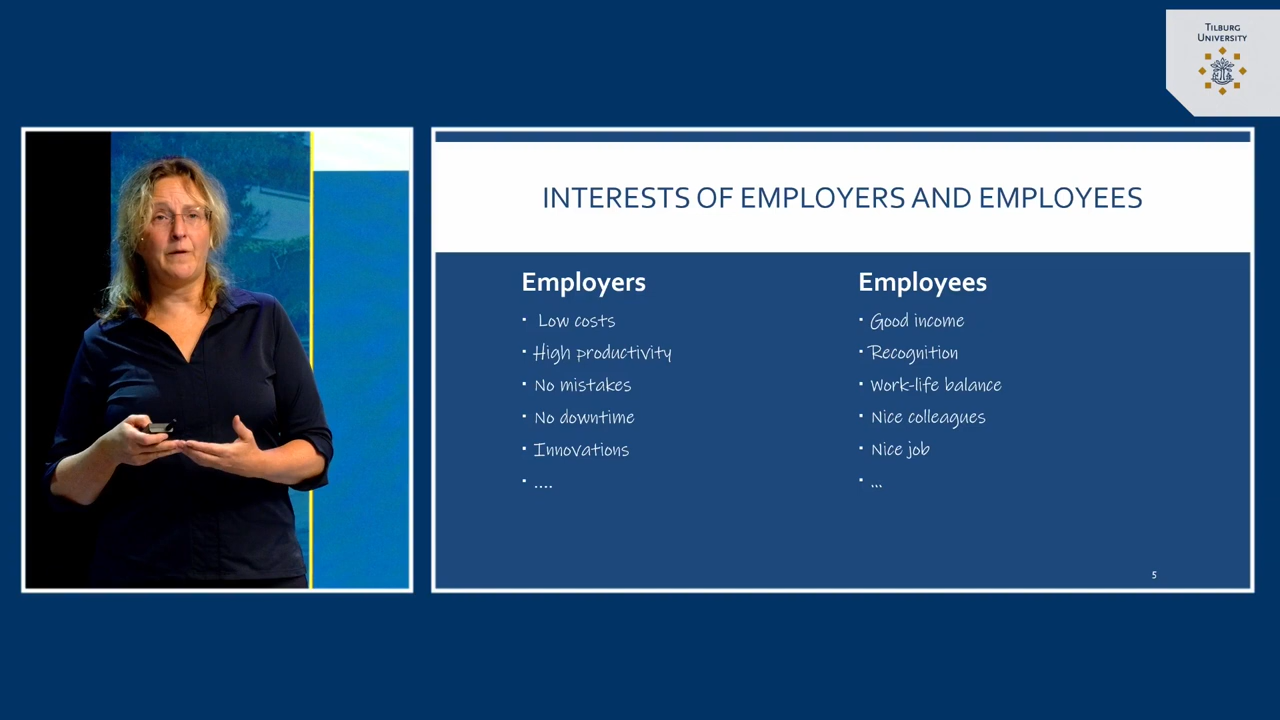 Tilburg
University
INTERESTS OF EMPLOYERS AND EMPLOYEES
Employers
▪ Low costs
▪ High productivity
▪ No mistakes
▪ No downtime
▪ Innovations
▪ ....
Employees
▪ Good income
▪ Recognition
▪ Work-life balance
▪ Nice colleagues
▪ Nice job
▪ ...
5